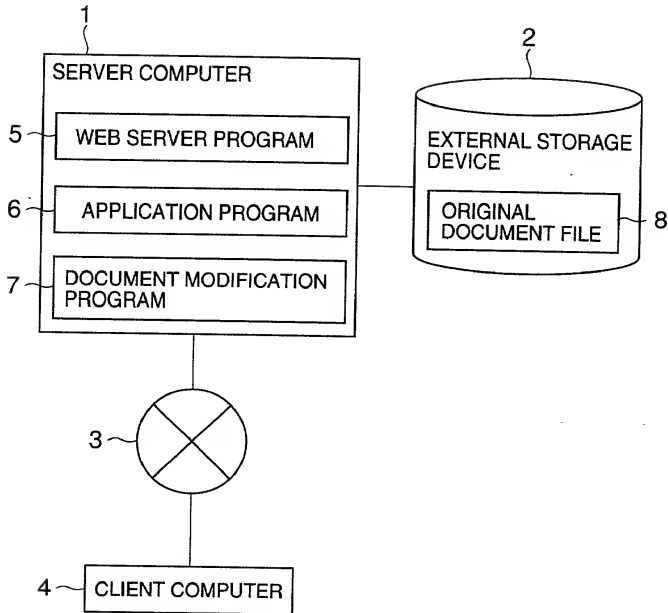 1
SERVER COMPUTER
5
WEB SERVER PROGRAM
6
APPLICATION PROGRAM
7
DOCUMENT MODIFICATION
PROGRAM
2
EXTERNAL STORAGE
DEVICE
ORIGINAL
DOCUMENT FILE
8
3
4
CLIENT COMPUTER